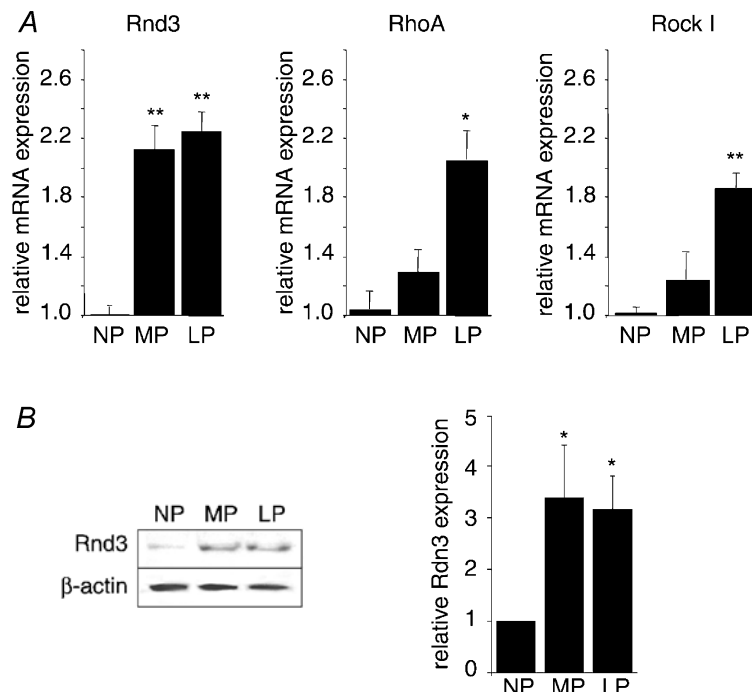 A
Rnd3
RhoA
Rock I
relative mRNA expression
2.6
2.2
1.8
1.4
1.0
**
**
NP MP LP
relative mRNA expression
2.6
2.2
1.8
1.4
1.0
*
NP MP LP
relative mRNA expression
2.6
2.2
1.8
1.4
1.0
**
NP MP LP
B
NP MP LP
Rnd3
β-actin
relative Rdn3 expression
5
4
3
2
1
0
*
*
NP MP LP